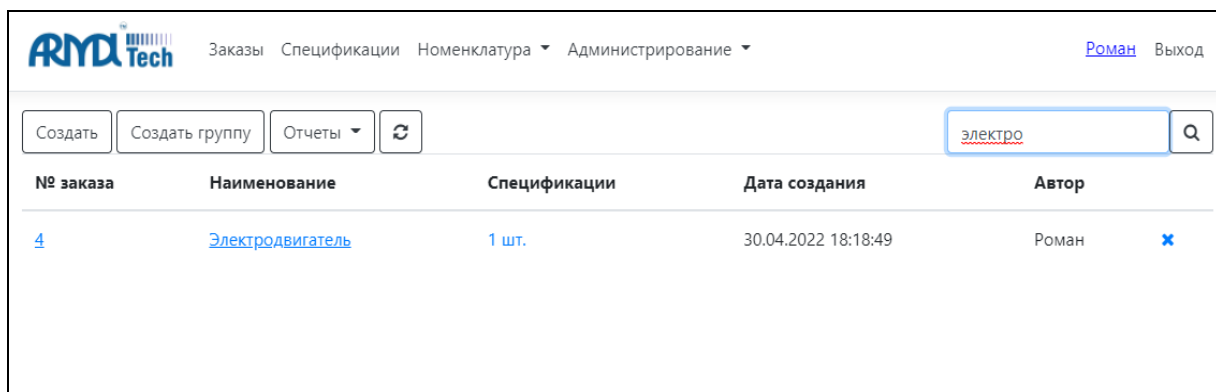 ARMA Tech Заказы Спецификации Номенклатура Администрирование Роман Выход
Создать Создать группу Отчеты электро
№ заказа Наименование Спецификации Дата создания Автор
4 Электродвигатель 1 шт. 30.04.2022 18:18:49 Роман